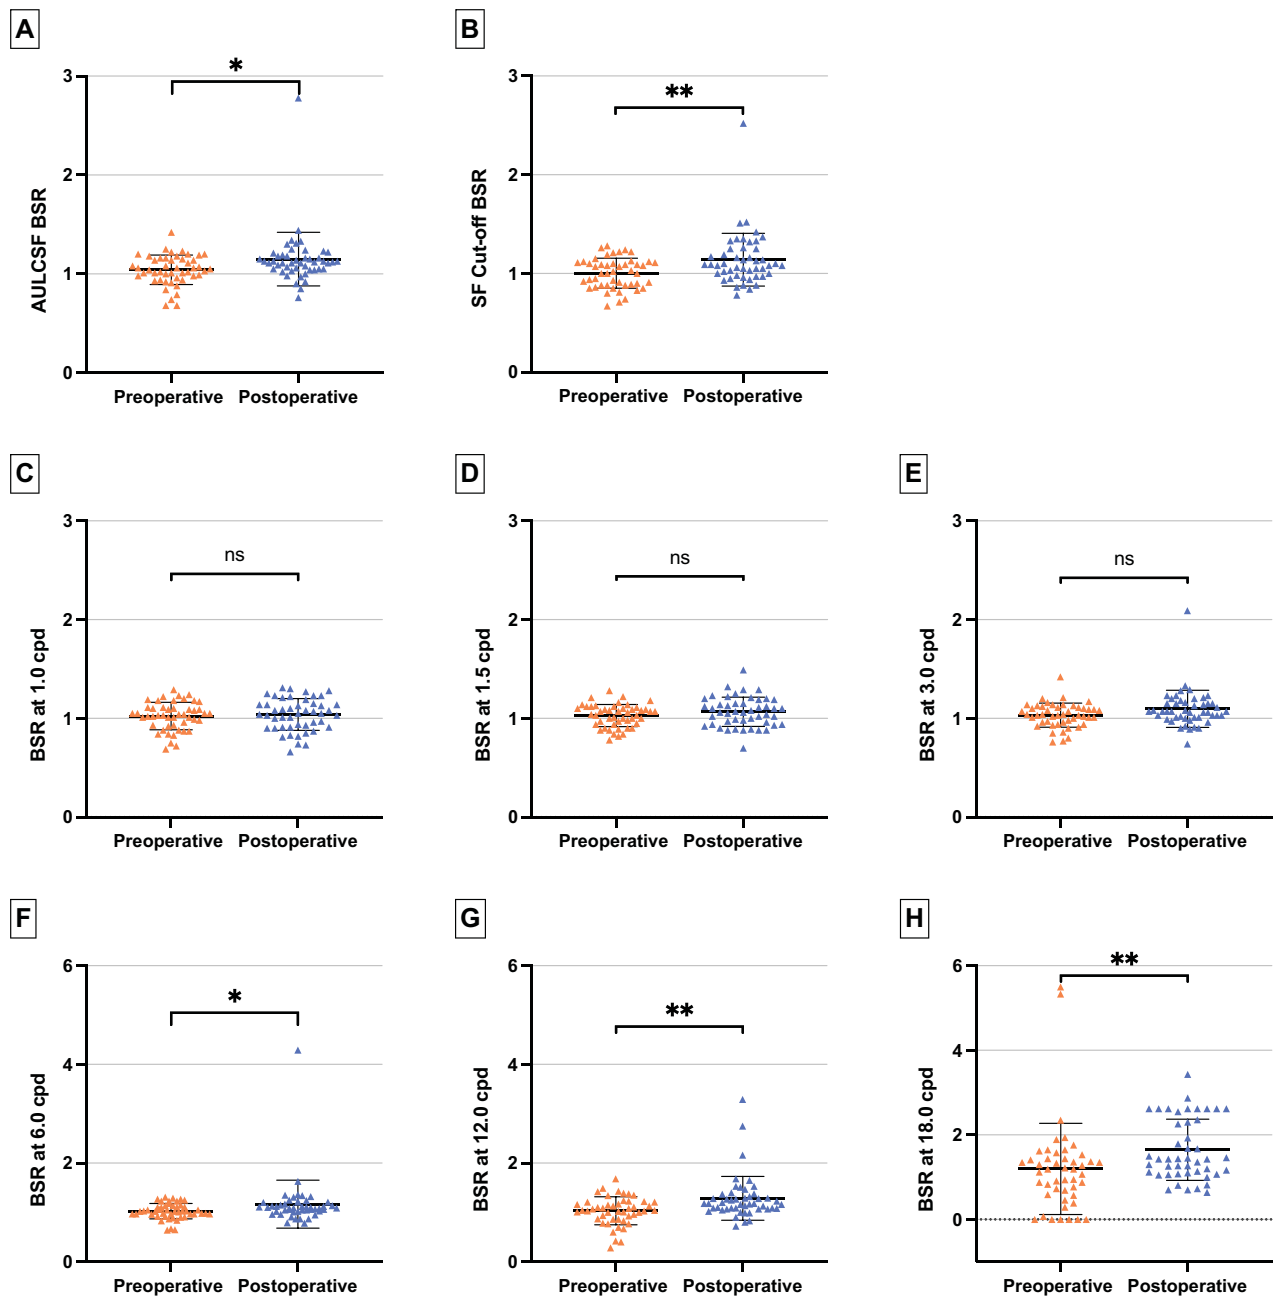 A
AULCSF BSR
3
2
1
0
*
Preoperative Postoperative
B
SF Cut-off BSR
3
2
1
0
**
Preoperative Postoperative
C
BSR at 1.0 cpd
3
2
1
0
ns
Preoperative Postoperative
D
BSR at 1.5 cpd
3
2
1
0
ns
Preoperative Postoperative
E
BSR at 3.0 cpd
3
2
1
0
ns
Preoperative Postoperative
F
BSR at 6.0 cpd
6
4
2
0
*
Preoperative Postoperative
G
BSR at 12.0 cpd
6
4
2
0
**
Preoperative Postoperative
H
BSR at 18.0 cpd
6
4
2
0
**
Preoperative Postoperative